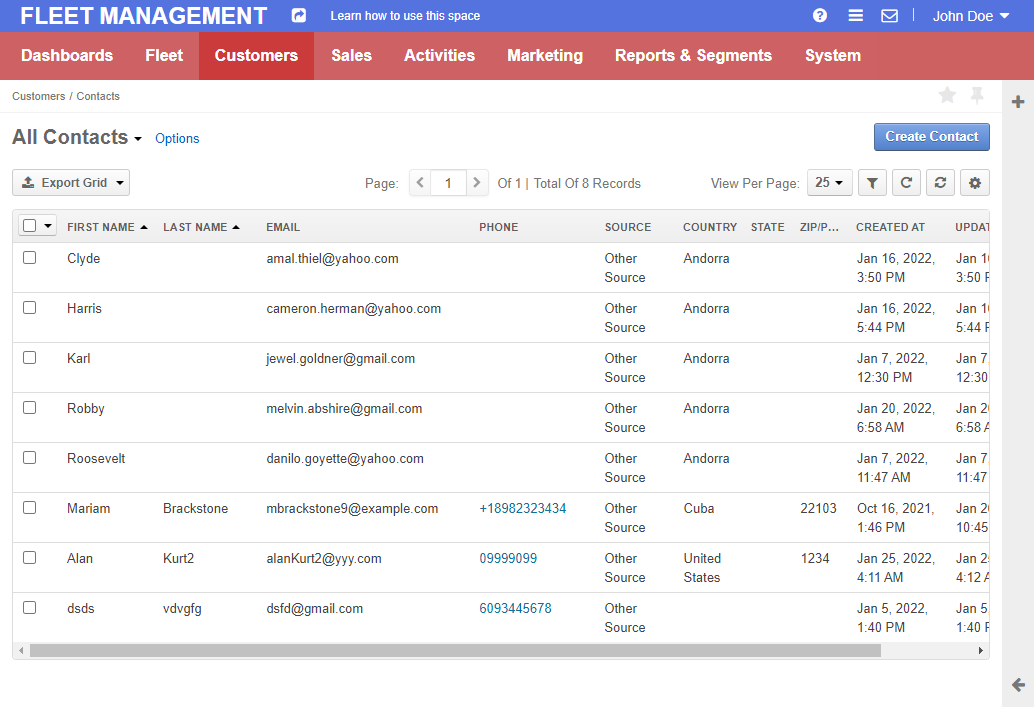 FLEET MANAGEMENT Learn how to use this space John Doe
Dashboards Fleet Customers Sales Activities Marketing Reports & Segments System
Customers / Contacts
All Contacts Options Create Contact
Export Grid Page: 1 Of 1 | Total Of 8 Records View Per Page: 25
FIRST NAME LAST NAME EMAIL PHONE SOURCE COUNTRY STATE ZIP/P... CREATED AT UPDAT
Clyde amal.thiel@yahoo.com Other Andorra Jan 16, 2022, Jan 16
Source 3:50 PM 3:50 P
Harris cameron.herman@yahoo.com Other Andorra Jan 16, 2022, Jan 16
Source 5:44 PM 5:44 P
Karl jewel.goldner@gmail.com Other Andorra Jan 7, 2022, Jan 7,
Source 12:30 PM 12:30
Robby melvin.abshire@gmail.com Other Andorra Jan 20, 2022, Jan 20
Source 6:58 AM 6:58 A
Roosevelt danilo.goyette@yahoo.com Other Andorra Jan 7, 2022, Jan 7,
Source 11:47 AM 11:47
Mariam Brackstone mbrackstone9@example.com +18982323434 Other Cuba 22103 Oct 16, 2021, Jan 20
Source 1:46 PM 10:45
Alan Kurt2 alanKurt2@yyy.com 09999099 Other United 1234 Jan 25, 2022, Jan 25
Source States 4:11 AM 4:12 A
dsds vdvgfg dsfd@gmail.com 6093445678 Other Jan 5, 2022, Jan 5,
Source 1:40 PM 1:40 P